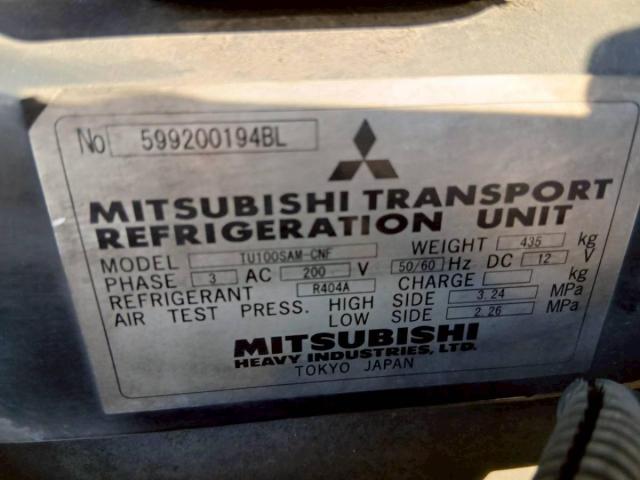 No 599200194BL
MITSUBISHI TRANSPORT
REFRIGERATION UNIT
MODEL TU100SAM-CNF WEIGHT 435 kg
PHASE 3 AC 200 V 50/60 Hz DC 12 V
REFRIGERANT R404A CHARGE kg
AIR TEST PRESS. HIGH SIDE 3.24 MPa
LOW SIDE 2.26 MPa
MITSUBISHI
HEAVY INDUSTRIES, LTD.
TOKYO JAPAN